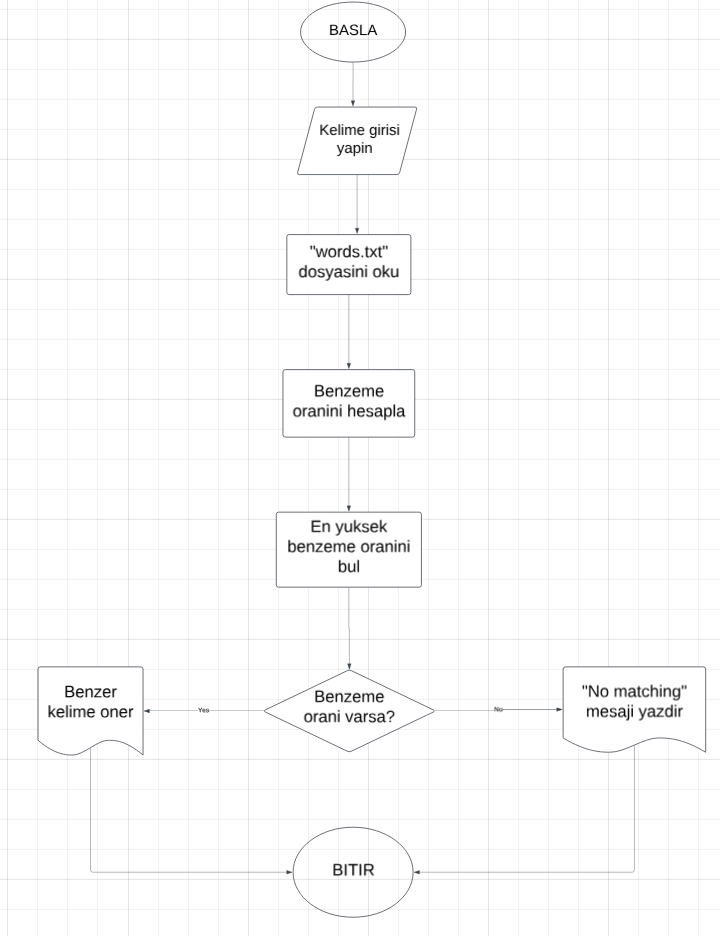 BASLA
Kelime girisi
yapin
"words.txt"
dosyasini oku
Benzeme
oranini hesapla
En yuksek
benzeme oranini
bul
Benzeme
orani varsa?
Yes
Benzer
kelime oner
No
"No matching"
mesaji yazdir
BITIR